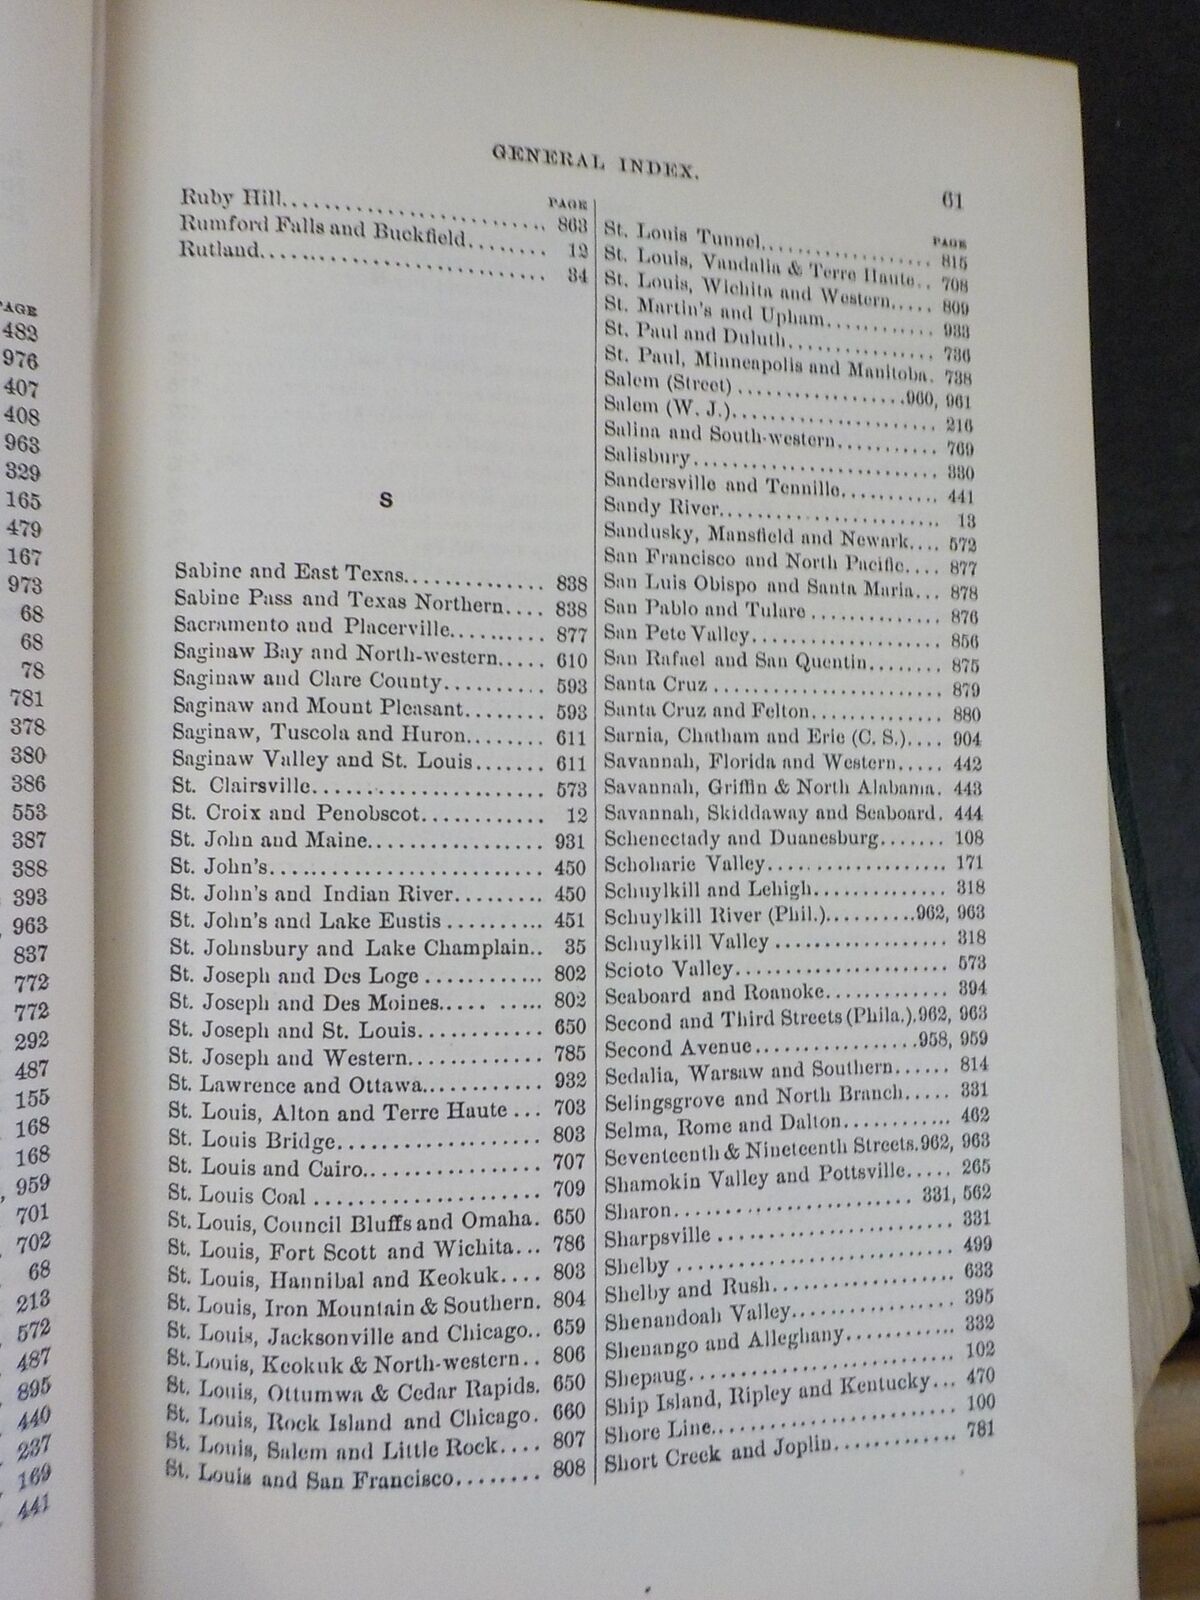 PAGE
482
976
407
408
963
329
165
479
167
973
68
68
78
781
378
380
386
553
387
388
393
963
837
772
772
292
487
155
168
168
, 959
701
702
68
213
572
487
895
440
237
169
441
GENERAL INDEX.
61
PAGE
Ruby Hill.......................... 863
Rumford Falls and Buckfield........ 12
Rutland............................ 34
S
Sabine and East Texas............. 838
Sabine Pass and Texas Northern.... 838
Sacramento and Placerville.......... 877
Saginaw Bay and North-western..... 610
Saginaw and Clare County.......... 593
Saginaw and Mount Pleasant........ 593
Saginaw, Tuscola and Huron........ 611
Saginaw Valley and St. Louis....... 611
St. Clairsville...................... 573
St. Croix and Penobscot............ 12
St. John and Maine................. 931
St. John's.......................... 450
St. John's and Indian River......... 450
St. John's and Lake Eustis .......... 451
St. Johnsbury and Lake Champlain.. 35
St. Joseph and Des Loge ............ 802
St. Joseph and Des Moines..... ..... 802
St. Joseph and St. Louis............ 650
St. Joseph and Western............. 785
St. Lawrence and Ottawa............ 932
St. Louis, Alton and Terre Haute ... 703
St. Louis Bridge.................... 803
St. Louis and Cairo................. 707
St. Louis Coal ...................... 709
St. Louis, Council Bluffs and Omaha. 650
St. Louis, Fort Scott and Wichita... 786
St. Louis, Hannibal and Keokuk.... 803
St. Louis, Iron Mountain & Southern. 804
St. Louis, Jacksonville and Chicago.. 659
St. Louis, Keokuk & North-western.. 806
St. Louis, Ottumwa & Cedar Rapids. 650
St. Louis, Rock Island and Chicago. 660
St. Louis, Salem and Little Rock.... 807
St. Louis and San Francisco........ 808
PAGE
St. Louis Tunnel.................. 815
St. Louis, Vandalia & Terre Haute.. 708
St. Louis, Wichita and Western..... 809
St. Martin's and Upham............ 933
St. Paul and Duluth............... 736
St. Paul, Minneapolis and Manitoba. 738
Salem (Street) ..................960, 961
Salem (W. J.)...................... 216
Salina and South-western........... 769
Salisbury.......................... 330
Sandersville and Tennille.......... 441
Sandy River....................... 13
Sandusky, Mansfield and Newark.... 572
San Francisco and North Pacific.... 877
San Luis Obispo and Santa Maria... 878
San Pablo and Tulare ............. 876
San Pete Valley.................... 856
San Rafael and San Quentin........ 875
Santa Cruz ........................ 879
Santa Cruz and Felton.............. 880
Sarnia, Chatham and Erie (C. S.).... 904
Savannah, Florida and Western..... 442
Savannah, Griffin & North Alabama. 443
Savannah, Skiddaway and Seaboard. 444
Schenectady and Duanesburg....... 108
Schoharie Valley................... 171
Schuylkill and Lehigh.............. 318
Schuylkill River (Phil.)..........962, 963
Schuylkill Valley .................. 318
Scioto Valley....................... 573
Seaboard and Roanoke............. 394
Second and Third Streets (Phila.).962, 963
Second Avenue.................958, 959
Sedalia, Warsaw and Southern...... 814
Selingsgrove and North Branch..... 331
Selma, Rome and Dalton........... 462
Seventeenth & Nineteenth Streets.962, 963
Shamokin Valley and Pottsville..... 265
Sharon........................ 331, 562
Sharpsville ........................ 331
Shelby ............................ 499
Shelby and Rush................... 633
Shenandoah Valley................. 395
Shenango and Alleghany........... 332
Shepaug........................... 102
Ship Island, Ripley and Kentucky... 470
Shore Line......................... 100
Short Creek and Joplin............. 781